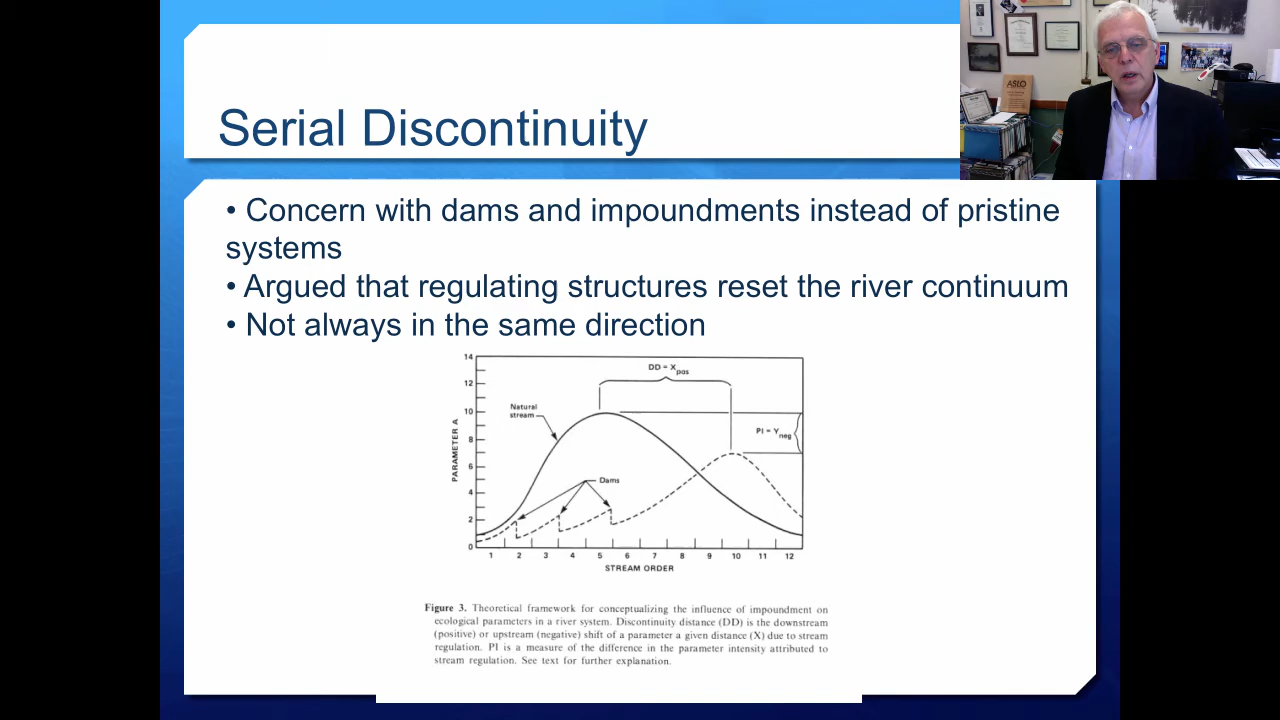 Serial Discontinuity
ASLO
• Concern with dams and impoundments instead of pristine
systems
• Argued that regulating structures reset the river continuum
• Not always in the same direction
14
12
10
8
6
4
2
0
PARAMETER A
DD = Xpos
Natural
stream
PI = Yneg
Dams
1 2 3 4 5 6 7 8 9 10 11 12
STREAM ORDER
Figure 3. Theoretical framework for conceptualizing the influence of impoundment on
ecological parameters in a river system. Discontinuity distance (DD) is the downstream
(positive) or upstream (negative) shift of a parameter a given distance (X) due to stream
regulation. PI is a measure of the difference in the parameter intensity attributed to
stream regulation. See text for further explanation.